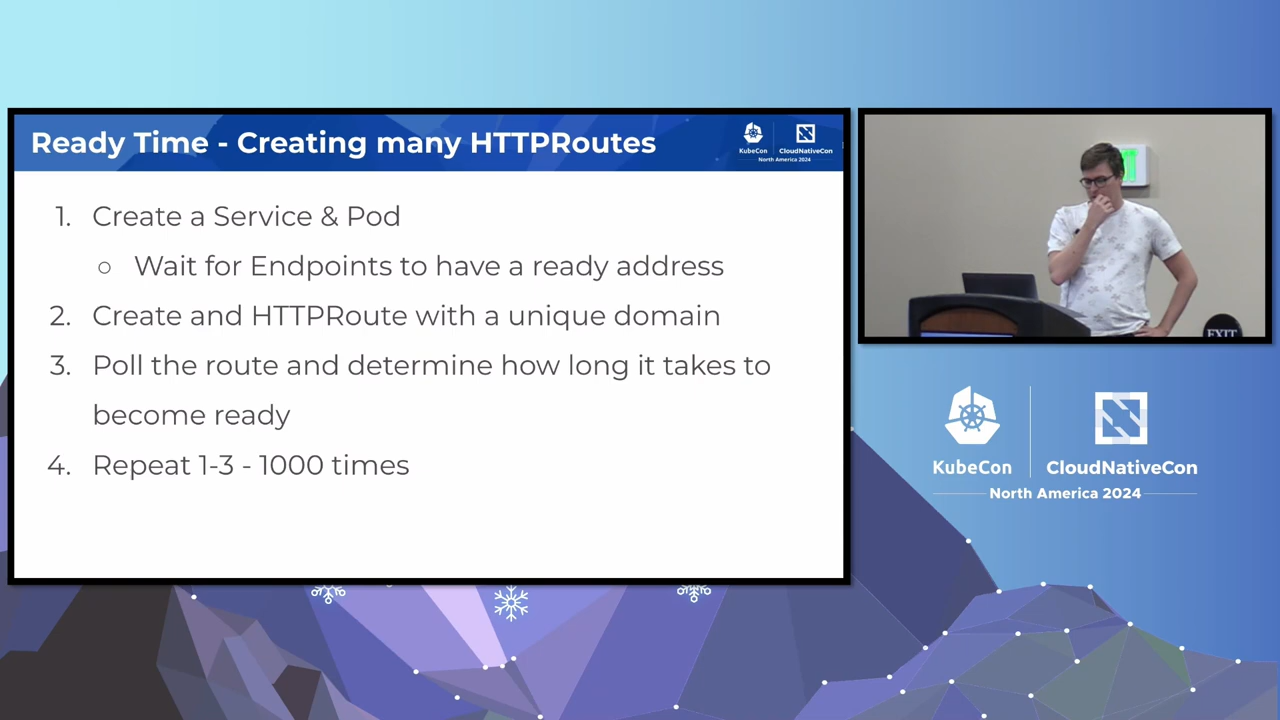 Ready Time - Creating many HTTPRoutes
KubeCon
CloudNativeCon
North America 2024
1. Create a Service & Pod
○ Wait for Endpoints to have a ready address
2. Create and HTTPRoute with a unique domain
3. Poll the route and determine how long it takes to
become ready
4. Repeat 1-3 - 1000 times
EXIT
KubeCon
CloudNativeCon
North America 2024